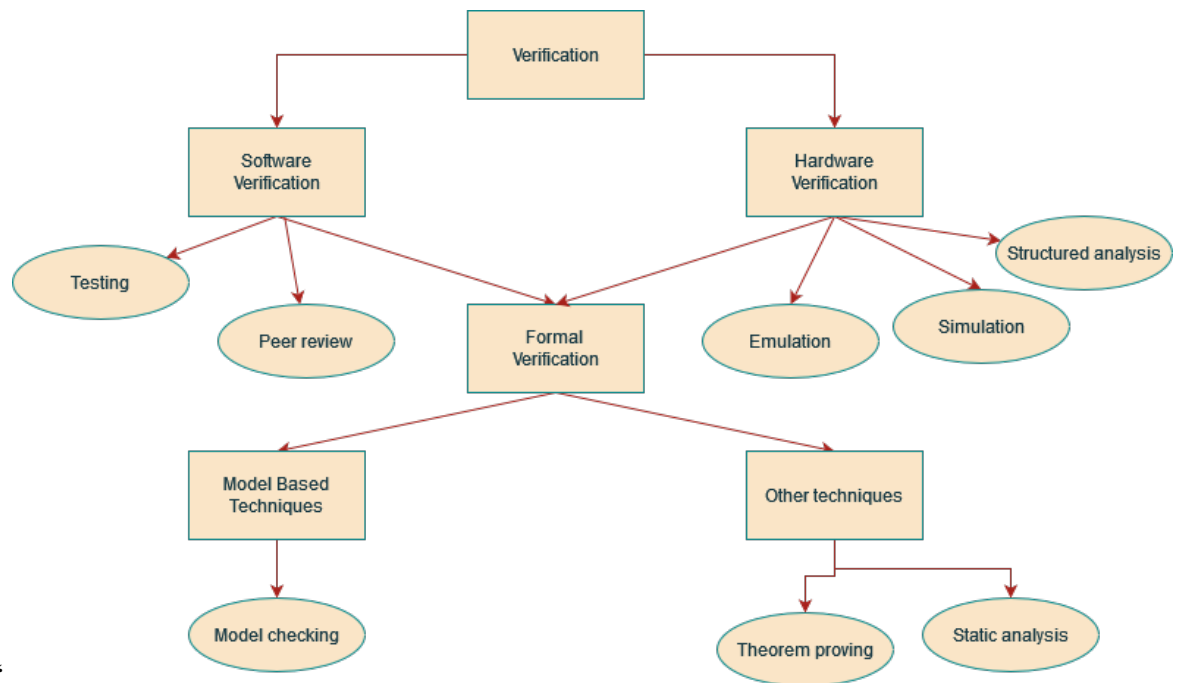 Verification
Software
Verification
Hardware
Verification
Structured analysis
Testing
Peer review
Formal
Verification
Emulation
Simulation
Model Based
Techniques
Other techniques
Model checking
Theorem proving
Static analysis